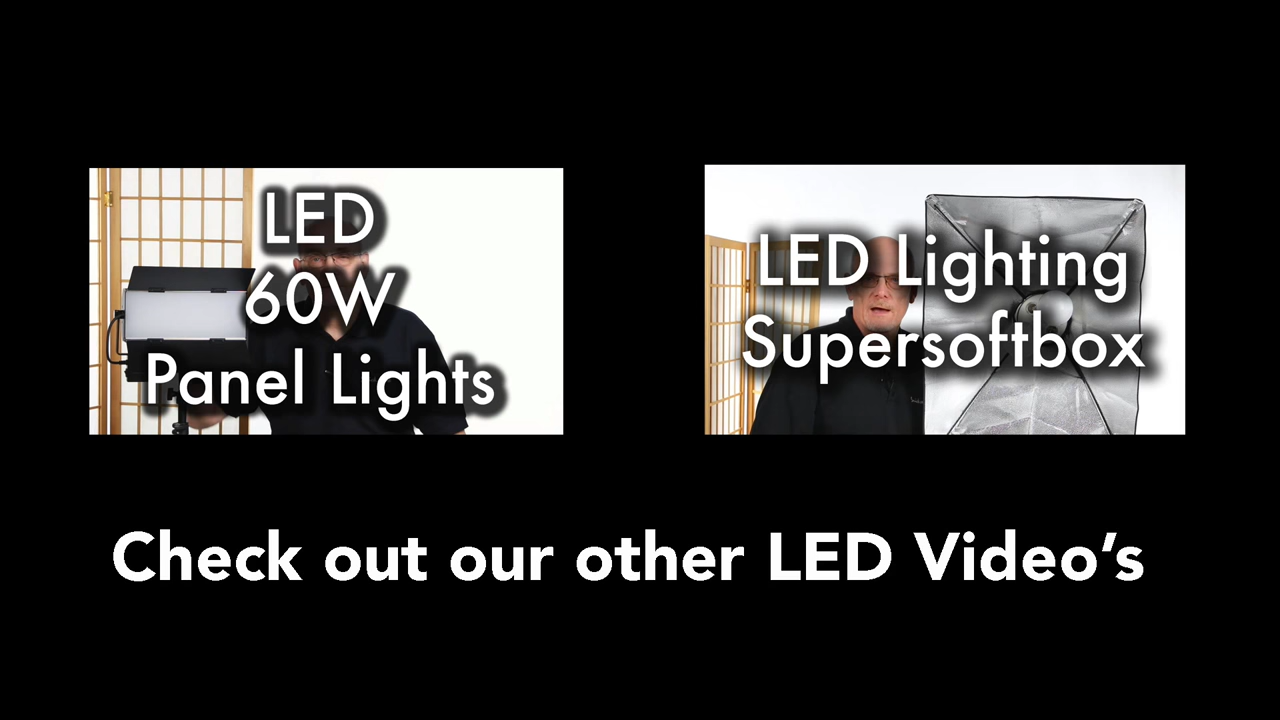 LED
60W
Panel Lights
LED Lighting
Supersoftbox
Check out our other LED Video’s